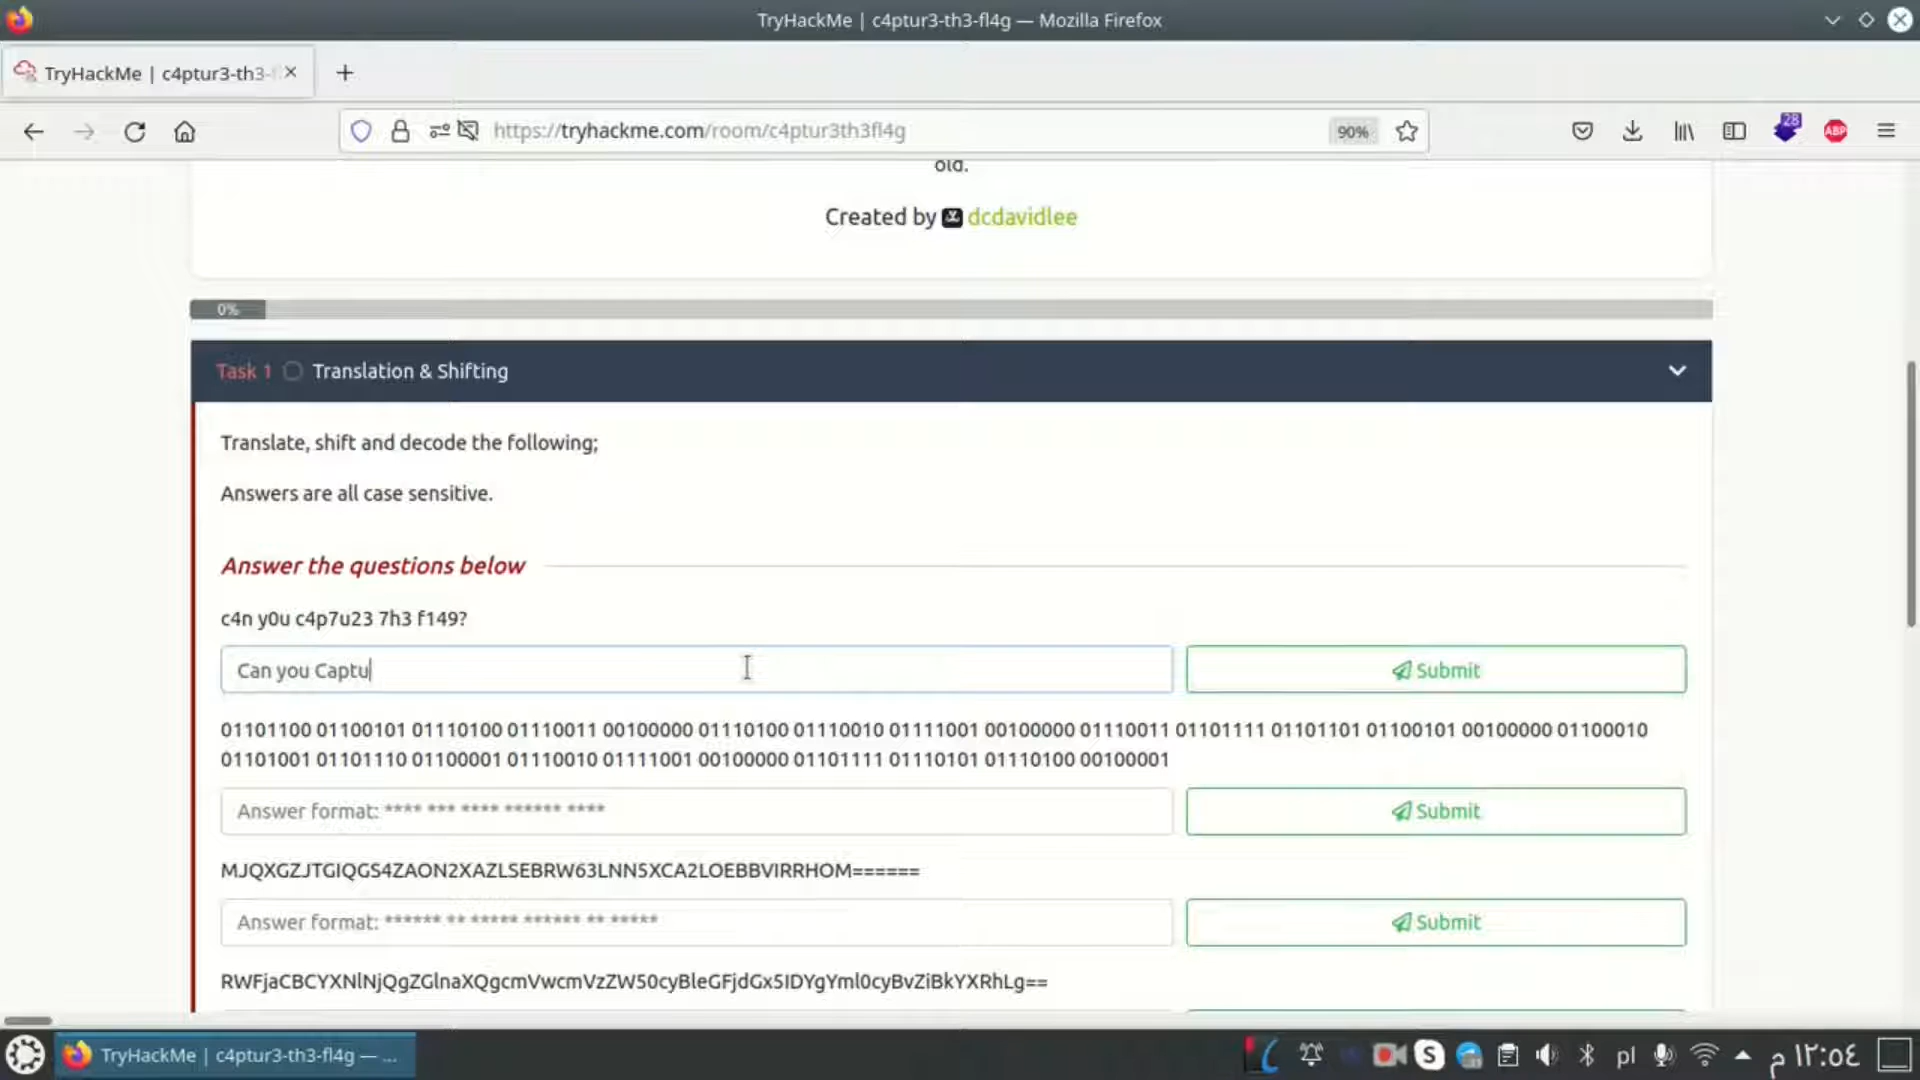 TryHackMe | c4ptur3-th3-fl4g — Mozilla Firefox
TryHackMe | c4ptur3-th3-
https://tryhackme.com/room/c4ptur3th3fl4g
90%
28
ABP
old.
Created by dcdavidlee
0%
Task 1 Translation & Shifting
Translate, shift and decode the following;
Answers are all case sensitive.
Answer the questions below
c4n y0u c4p7u23 7h3 f149?
Can you Captu
Submit
01101100 01100101 01110100 01110011 00100000 01110100 01110010 01111001 00100000 01110011 01101111 01101101 01100101 00100000 01100010
01101001 01101110 01100001 01110010 01111001 00100000 01101111 01110101 01110100 00100001
Answer format: **** *** **** ****** ****
Submit
MJQXGZJTGIQGS4ZAON2XAZLSEBRW63LNN5XCA2LOEBBVIRRHOM======
Answer format: ****** ** ***** ****** ** *****
Submit
RWFjaCBCYXNlNjQgZGlnaXQgcmVwcmVzZW50cyBleGFjdGx5IDYgYml0cyBvZiBkYXRhLg==
TryHackMe | c4ptur3-th3-fl4g — ...
pl
١٢:٥٤ م